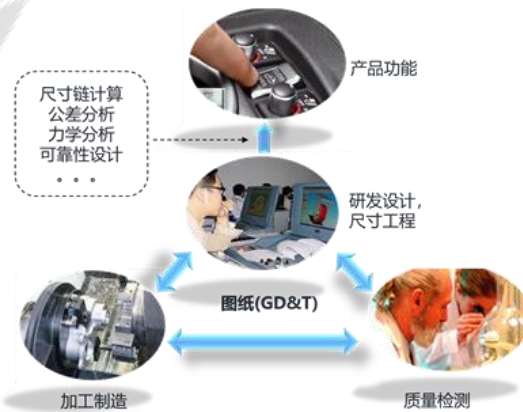 产品功能
尺寸链计算
公差分析
力学分析
可靠性设计
。。。
研发设计，
尺寸工程
图纸(GD&T)
加工制造
质量检测